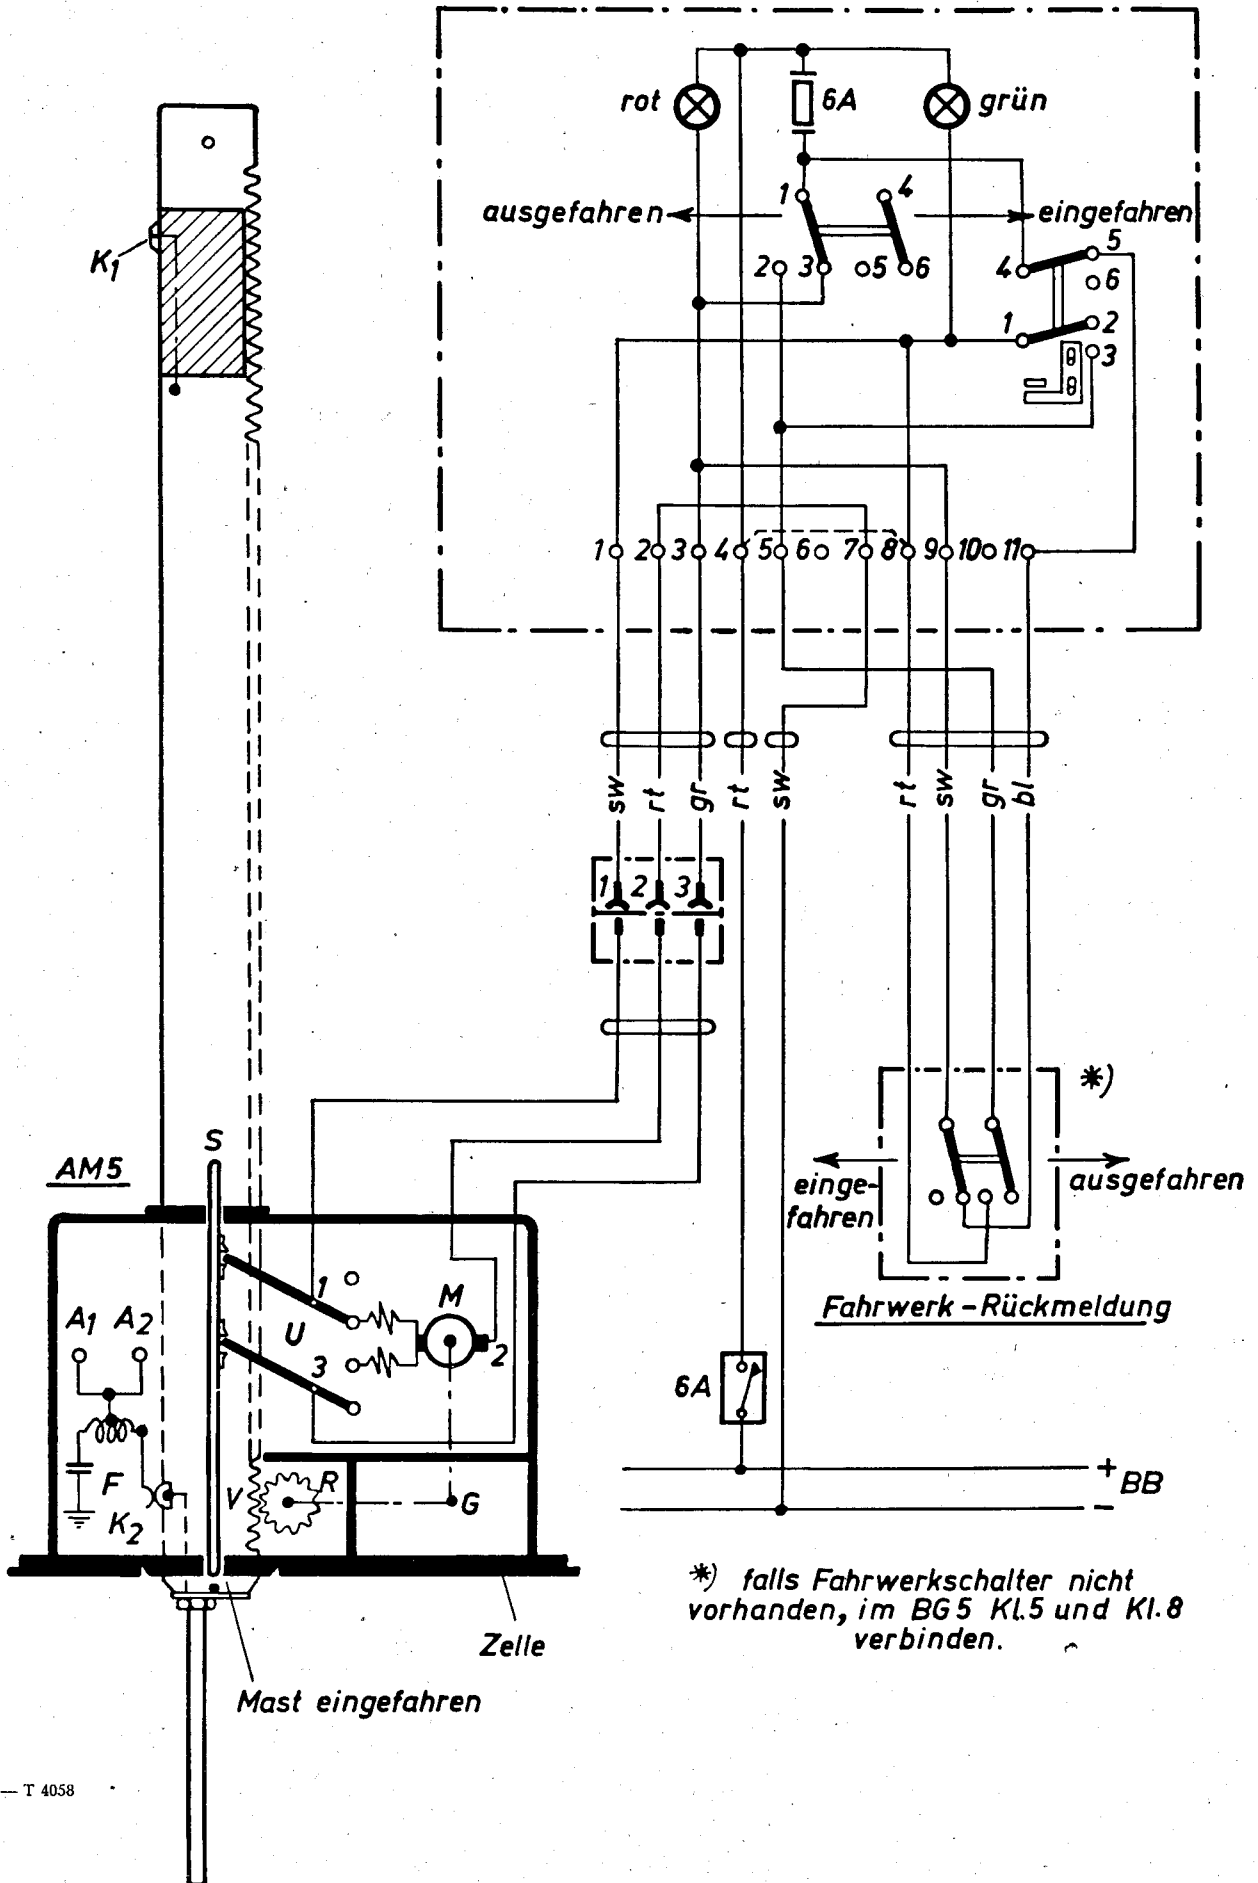 rot
6A
grün
1
4
ausgefahren
eingefahren
K1
2 3 5 6
5
4
6
1
2
3
1 2 3 4 5 6 7 8 9 10 11
sw rt gr rt sw rt sw gr bl
1 2 3
*)
S
AM5
einge-
fahren
ausgefahren
Fahrwerk-Rückmeldung
1
M
A1 A2
U
2
3
6A
F
K2
V
R
G
+
BB
-
*) falls Fahrwerkschalter nicht
vorhanden, im BG5 Kl.5 und Kl.8
verbinden.
Zelle
Mast eingefahren
— T 4058